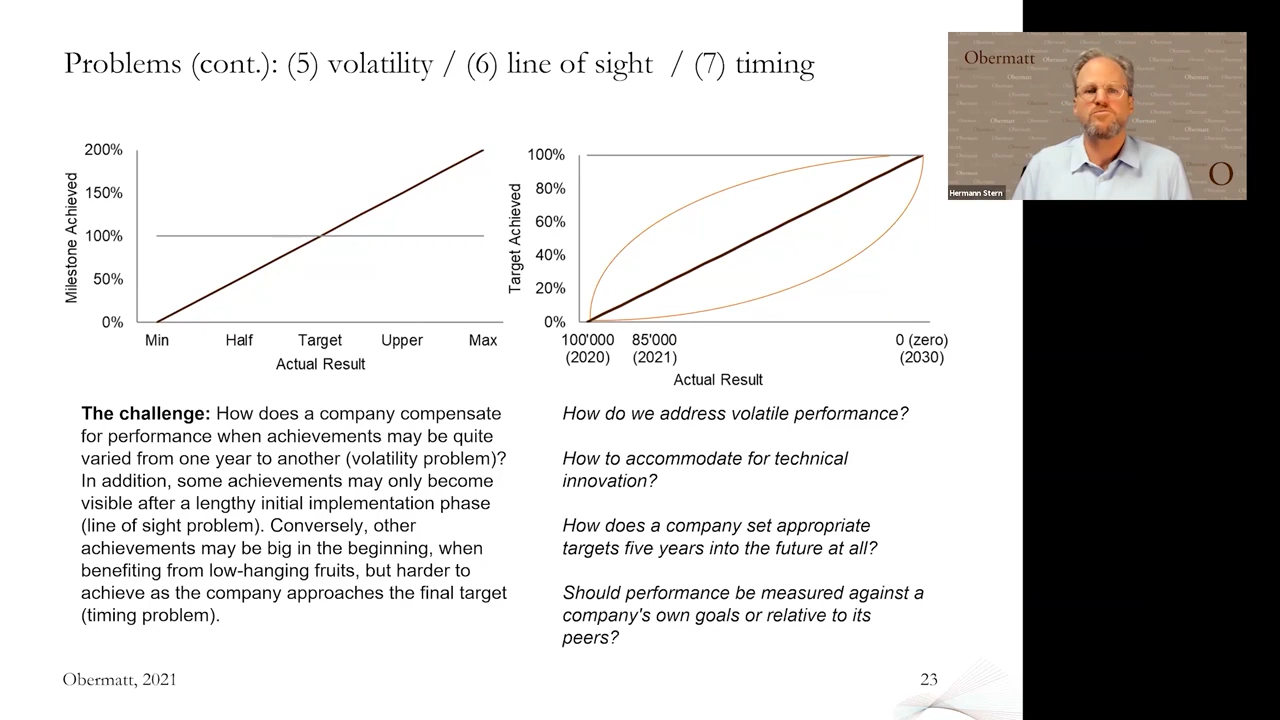 Problems (cont.): (5) volatility / (6) line of sight / (7) timing
Obermatt
O
Hermann Stern
200%
150%
100%
50%
0%
Milestone Achieved
Min Half Target Upper Max
Actual Result
100%
80%
60%
40%
20%
0%
Target Achieved
100'000 85'000 0 (zero)
(2020) (2021) (2030)
Actual Result
The challenge: How does a company compensate
for performance when achievements may be quite
varied from one year to another (volatility problem)?
In addition, some achievements may only become
visible after a lengthy initial implementation phase
(line of sight problem). Conversely, other
achievements may be big in the beginning, when
benefiting from low-hanging fruits, but harder to
achieve as the company approaches the final target
(timing problem).
How do we address volatile performance?
How to accommodate for technical
innovation?
How does a company set appropriate
targets five years into the future at all?
Should performance be measured against a
company's own goals or relative to its
peers?
Obermatt, 2021
23